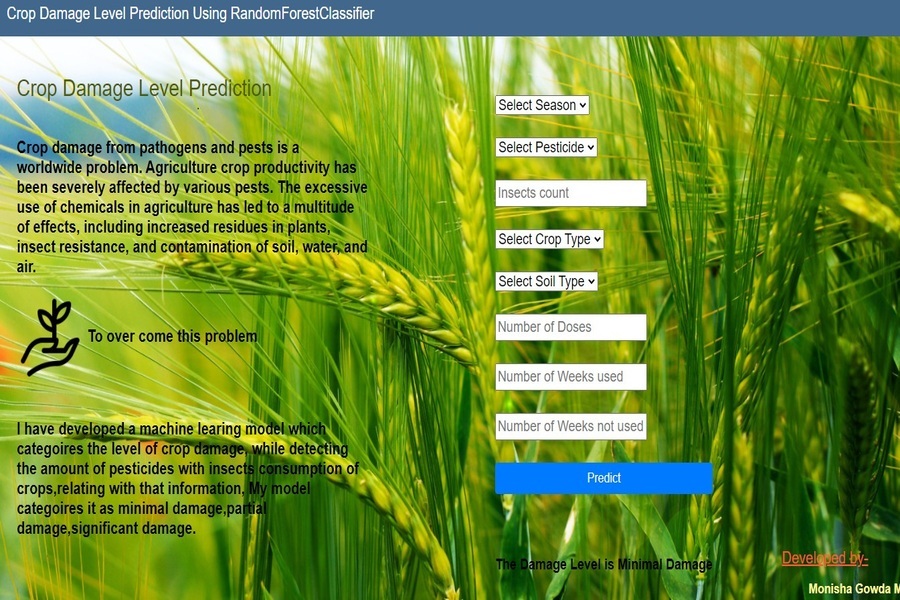 Crop Damage Level Prediction Using RandomForestClassifier
Crop Damage Level Prediction
Crop damage from pathogens and pests is a
worldwide problem. Agriculture crop productivity has
been severely affected by various pests. The excessive
use of chemicals in agriculture has led to a multitude
of effects, including increased residues in plants,
insect resistance, and contamination of soil, water, and
air.
To over come this problem
I have developed a machine learing model which
categoires the level of crop damage, while detecting
the amount of pesticides with insects consumption of
crops,relating with that information, My model
categoires it as minimal damage,partial
damage,significant damage.
Select Season
Select Pesticide
Insects count
Select Crop Type
Select Soil Type
Number of Doses
Number of Weeks used
Number of Weeks not used
Predict
The Damage Level is Minimal Damage
Developed by-
Monisha Gowda M